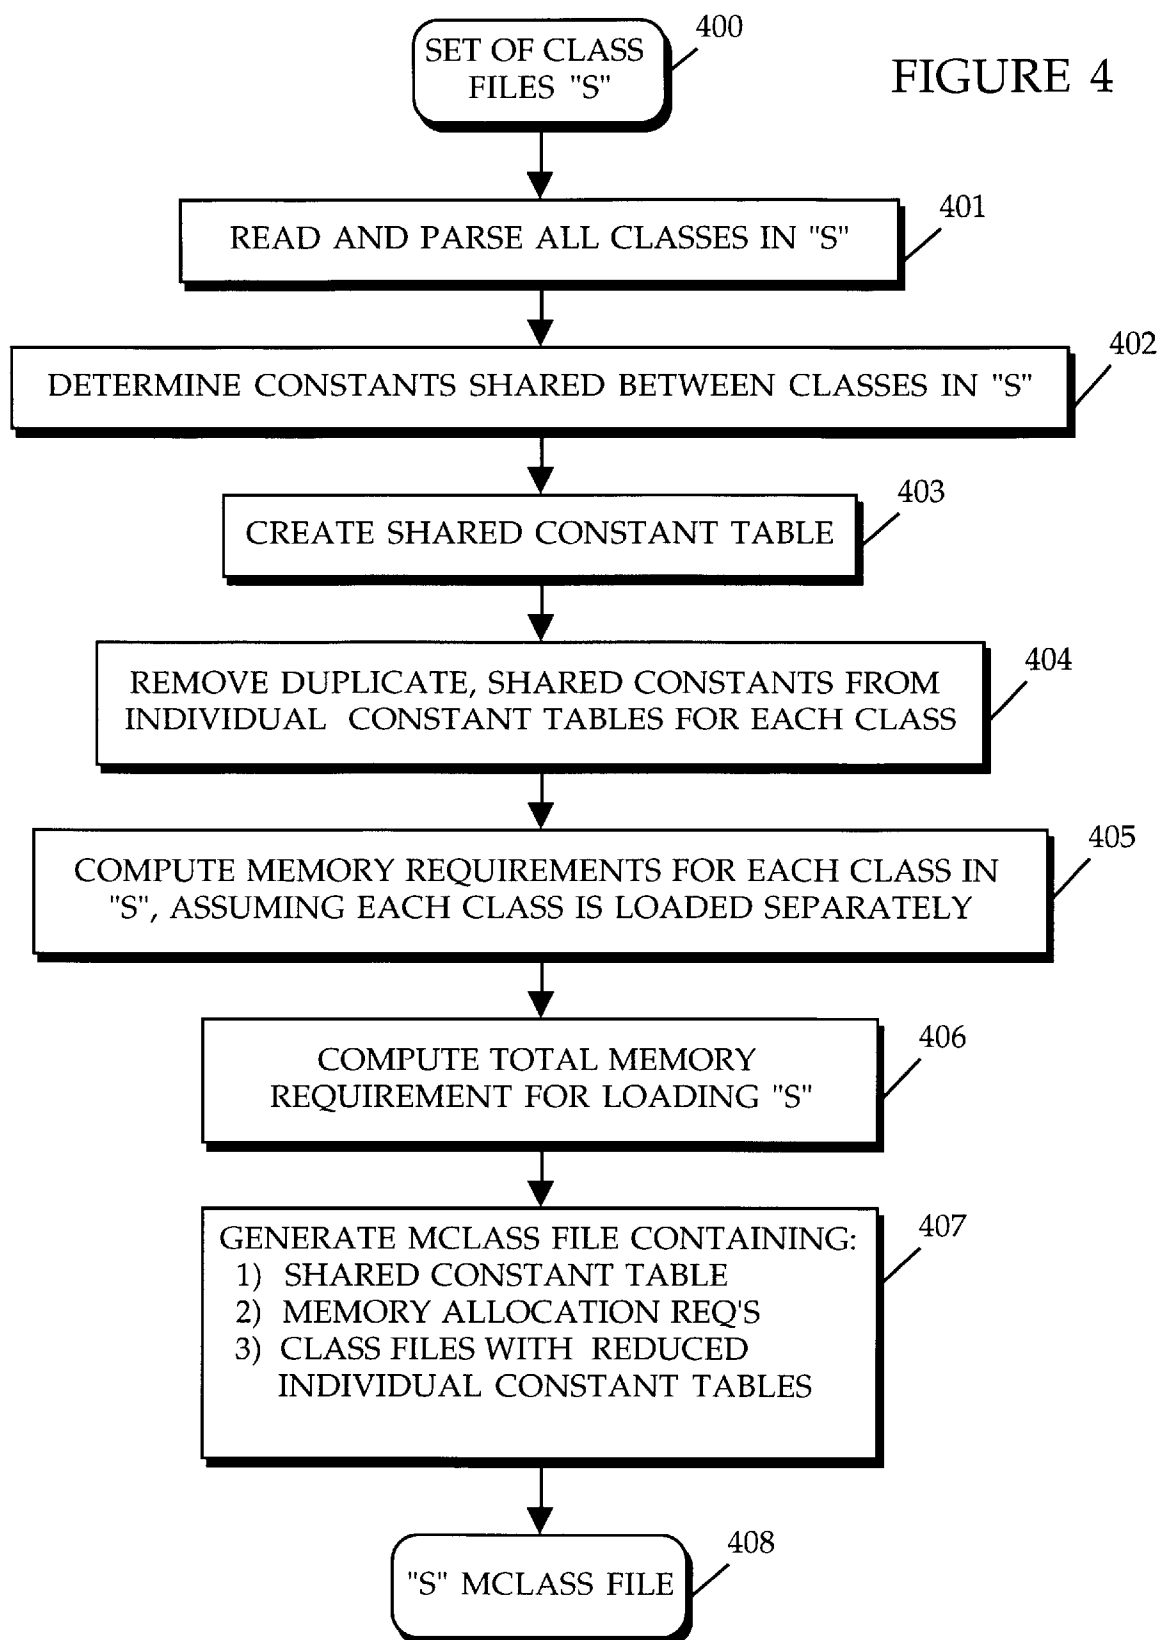 400
SET OF CLASS
FILES "S"
FIGURE 4
401
READ AND PARSE ALL CLASSES IN "S"
402
DETERMINE CONSTANTS SHARED BETWEEN CLASSES IN "S"
403
CREATE SHARED CONSTANT TABLE
404
REMOVE DUPLICATE, SHARED CONSTANTS FROM
INDIVIDUAL CONSTANT TABLES FOR EACH CLASS
405
COMPUTE MEMORY REQUIREMENTS FOR EACH CLASS IN
"S", ASSUMING EACH CLASS IS LOADED SEPARATELY
406
COMPUTE TOTAL MEMORY
REQUIREMENT FOR LOADING "S"
407
GENERATE MCLASS FILE CONTAINING:
1) SHARED CONSTANT TABLE
2) MEMORY ALLOCATION REQ'S
3) CLASS FILES WITH REDUCED
INDIVIDUAL CONSTANT TABLES
408
"S" MCLASS FILE